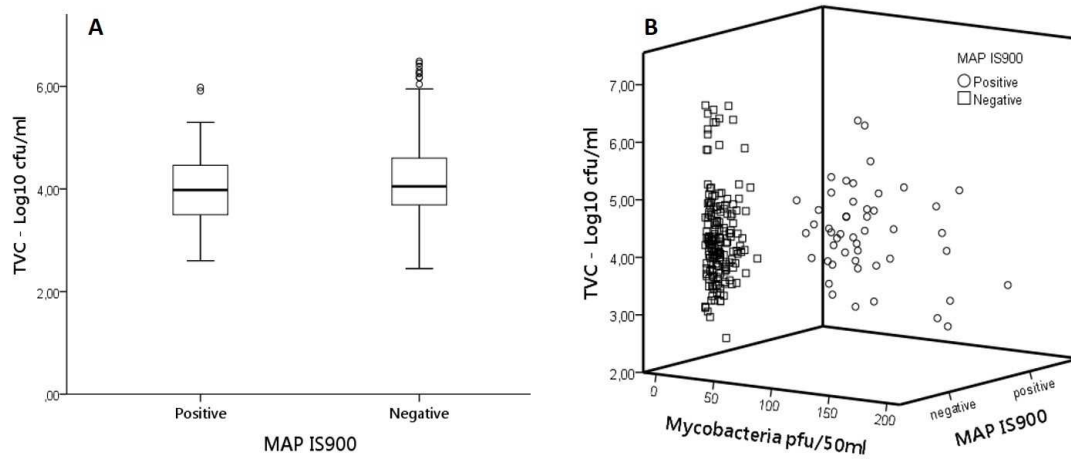 A
TVC - Log10 cfu/ml
6,00
4,00
2,00
,00
Positive
Negative
MAP IS900
B
TVC - Log10 cfu/ml
7,00
6,00
5,00
4,00
3,00
2,00
0
50
100
150
200
Mycobacteria pfu/50ml
negative
positive
MAP IS900
MAP IS900
Positive
Negative